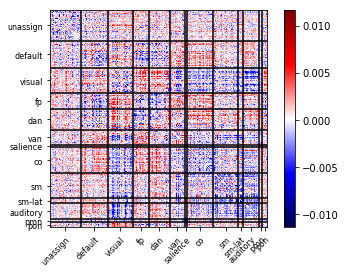 unassign
default
visual
fp
dan
van
salience
co
sm
sm-lat
auditory
pmn
pon
unassign
default
visual
fp
dan
van
salience
co
sm
sm-lat
auditory
0.010
0.005
0.000
−0.005
−0.010